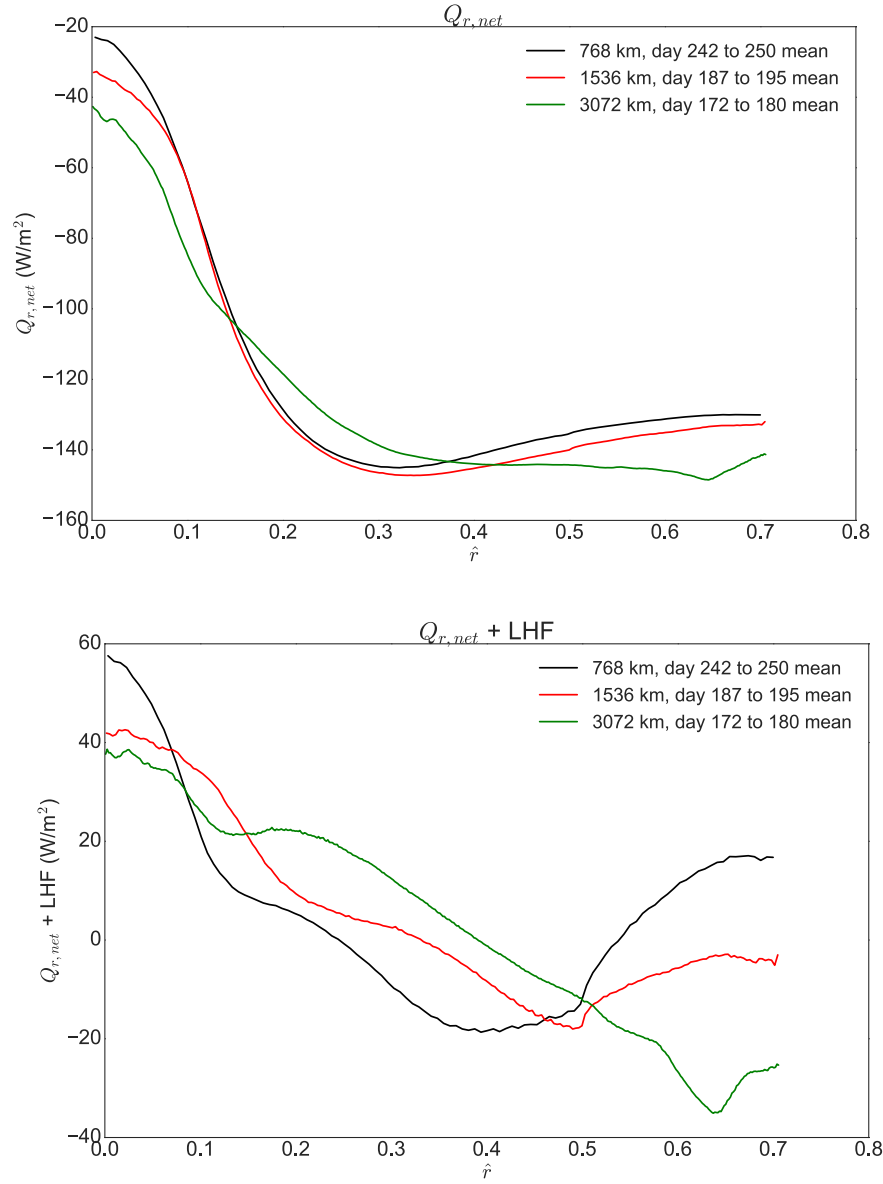 Q_{r,net}
768 km, day 242 to 250 mean
1536 km, day 187 to 195 mean
3072 km, day 172 to 180 mean
Q_{r,net} (W/m²)
−20
−40
−60
−80
−100
−120
−140
−160
0.0 0.1 0.2 0.3 0.4 0.5 0.6 0.7 0.8
r̂
Q_{r,net} + LHF
768 km, day 242 to 250 mean
1536 km, day 187 to 195 mean
3072 km, day 172 to 180 mean
Q_{r,net} + LHF (W/m²)
60
40
20
0
−20
−40
0.0 0.1 0.2 0.3 0.4 0.5 0.6 0.7 0.8
r̂